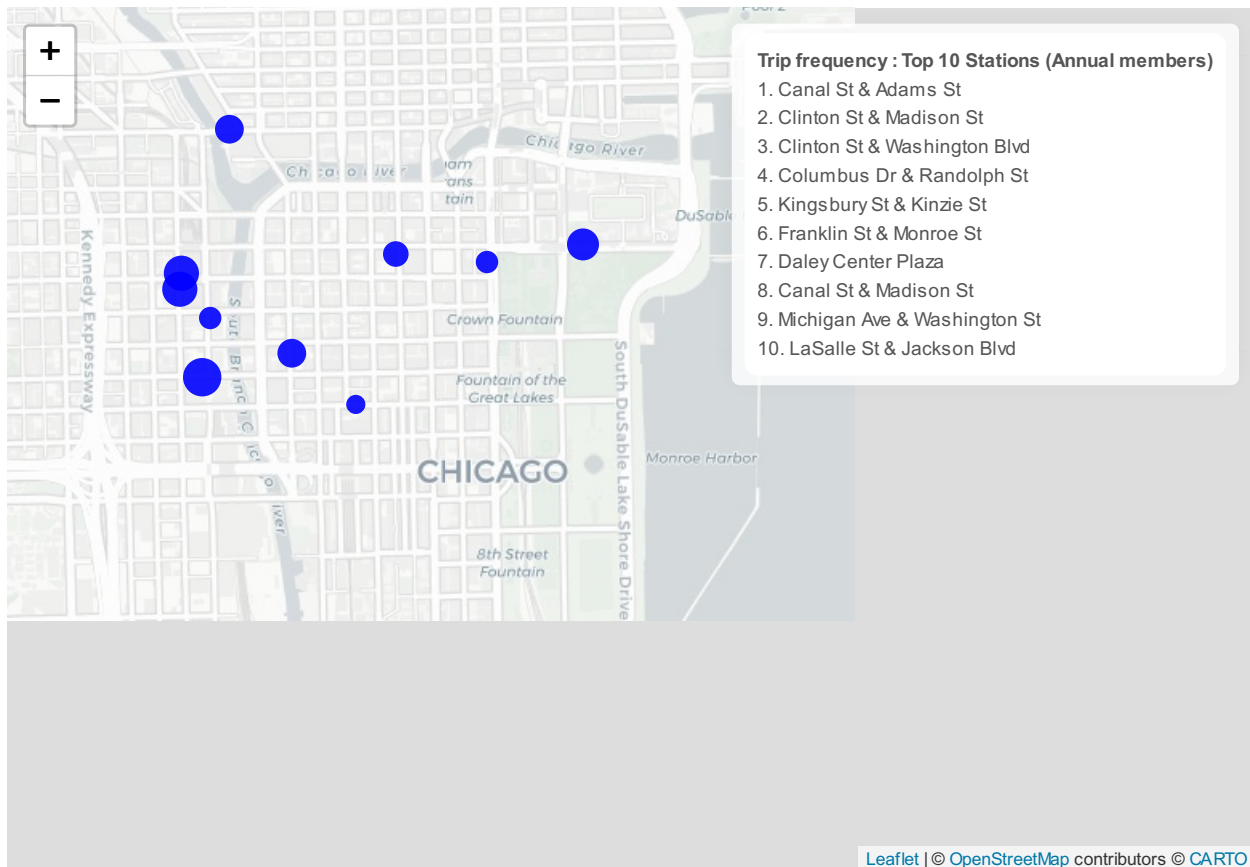 +
−
Trip frequency : Top 10 Stations (Annual members)
1. Canal St & Adams St
2. Clinton St & Madison St
3. Clinton St & Washington Blvd
4. Columbus Dr & Randolph St
5. Kingsbury St & Kinzie St
6. Franklin St & Monroe St
7. Daley Center Plaza
8. Canal St & Madison St
9. Michigan Ave & Washington St
10. LaSalle St & Jackson Blvd
Chicago River
DuSable
Kennedy Expressway
Crown Fountain
Fountain of the
Great Lakes
South DuSable Lake Shore Drive
Monroe Harbor
CHICAGO
8th Street
Fountain
Leaflet | © OpenStreetMap contributors © CARTO